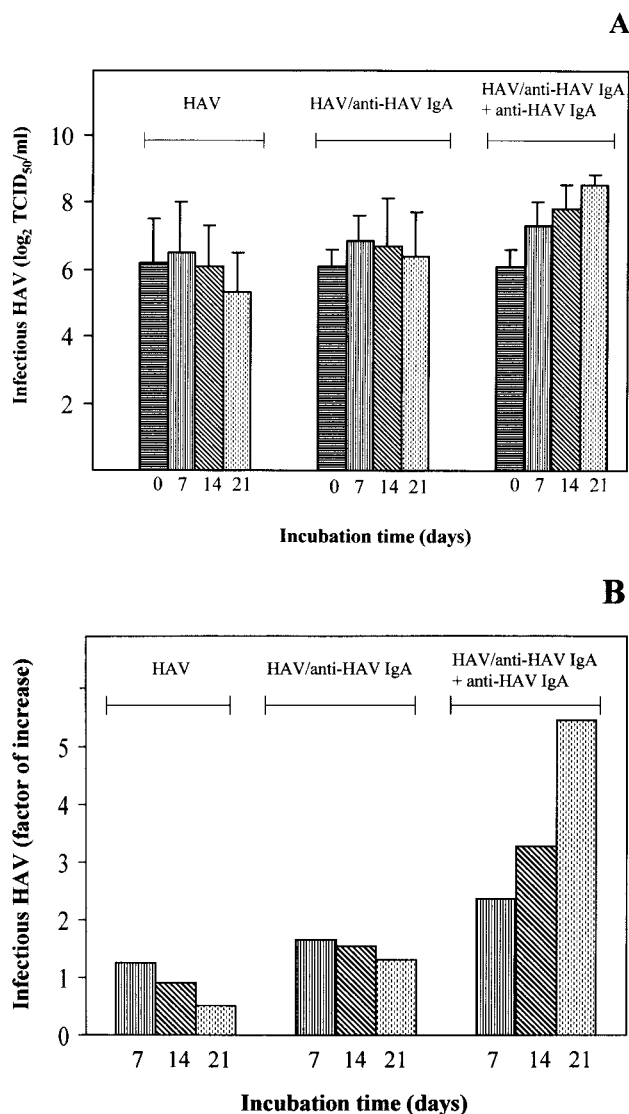 A
HAV
HAV/anti-HAV IgA
HAV/anti-HAV IgA
+ anti-HAV IgA
Infectious HAV (log₂ TCID₅₀/ml)
10
8
6
4
2
0 7 14 21 0 7 14 21 0 7 14 21
Incubation time (days)
B
HAV
HAV/anti-HAV IgA
HAV/anti-HAV IgA
+ anti-HAV IgA
Infectious HAV (factor of increase)
5
4
3
2
1
0
7 14 21 7 14 21 7 14 21
Incubation time (days)